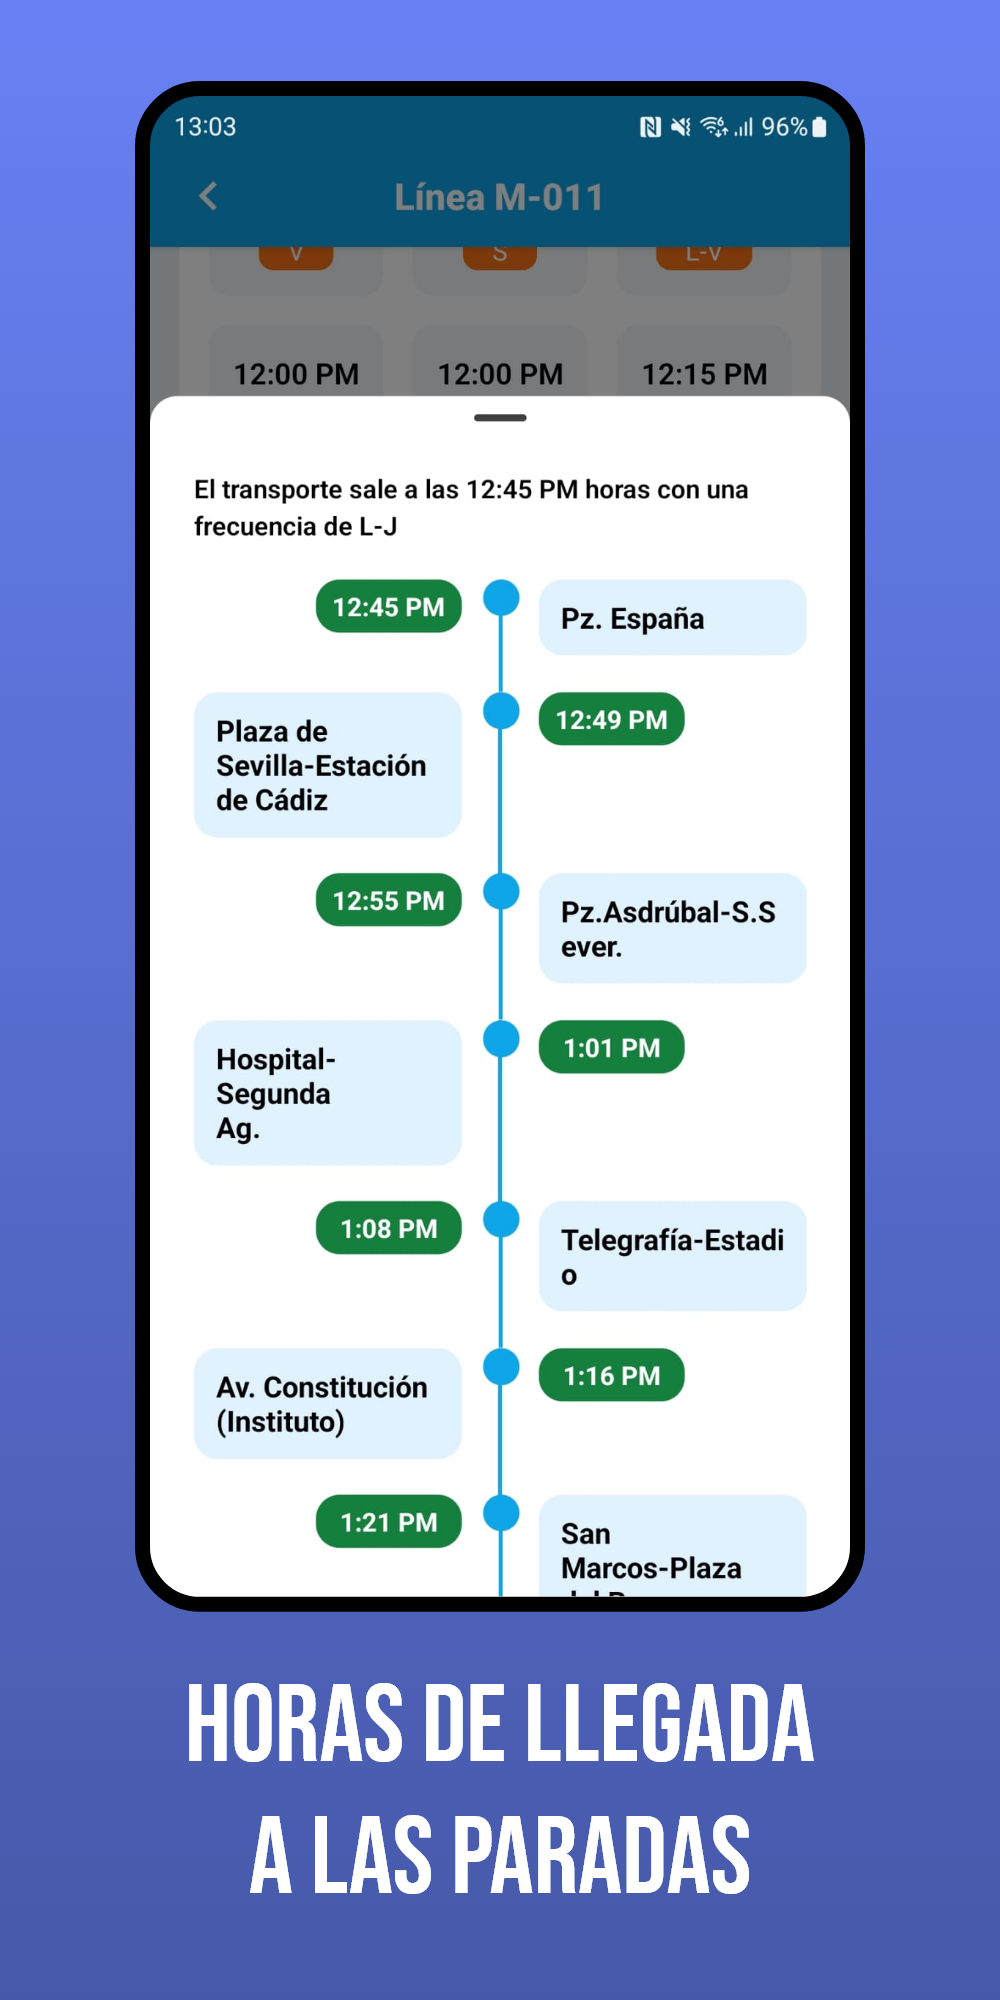 13:03
96%
Línea M-011
V
S
L-V
12:00 PM
12:00 PM
12:15 PM
El transporte sale a las 12:45 PM horas con una
frecuencia de L-J
12:45 PM
Pz. España
Plaza de
Sevilla-Estación
de Cádiz
12:49 PM
12:55 PM
Pz.Asdrúbal-S.S
ever.
Hospital-
Segunda
Ag.
1:01 PM
1:08 PM
Telegrafía-Estadi
o
Av. Constitución
(Instituto)
1:16 PM
1:21 PM
San
Marcos-Plaza
HORAS DE LLEGADA
A LAS PARADAS